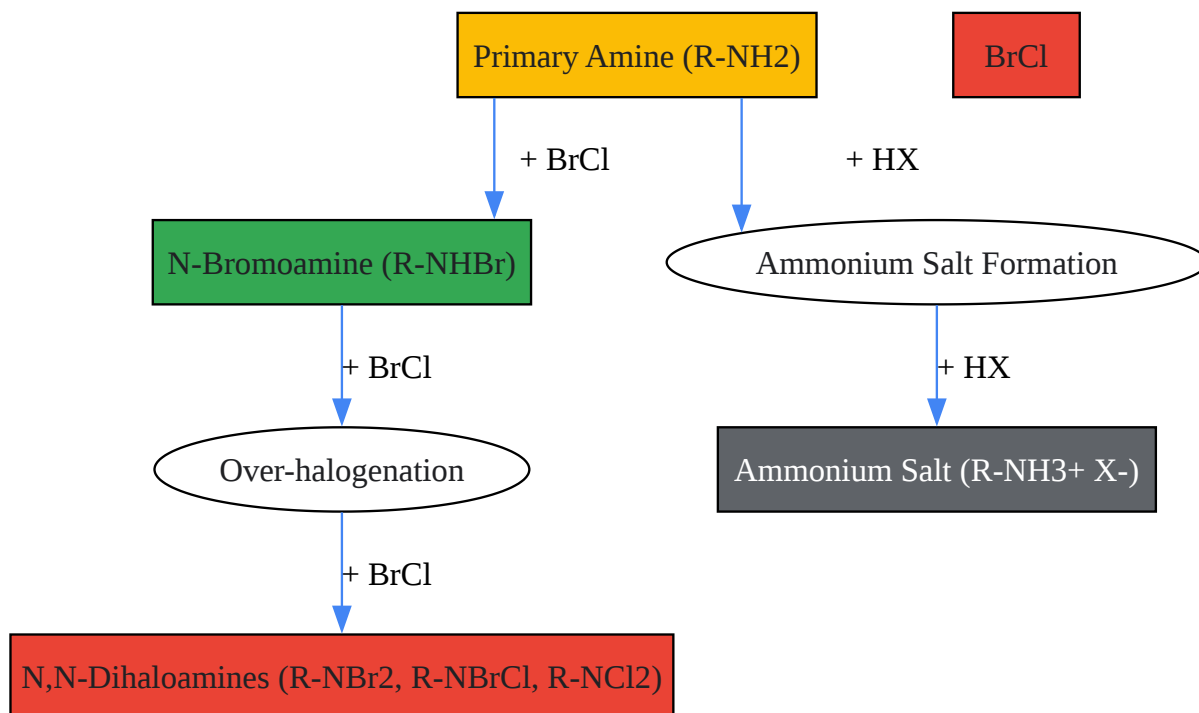 Primary Amine (R-NH2)
BrCl
+ BrCl
+ HX
N-Bromoamine (R-NHBr)
Ammonium Salt Formation
+ BrCl
+ HX
Over-halogenation
Ammonium Salt (R-NH3+ X-)
+ BrCl
N,N-Dihaloamines (R-NBr2, R-NBrCl, R-NCl2)